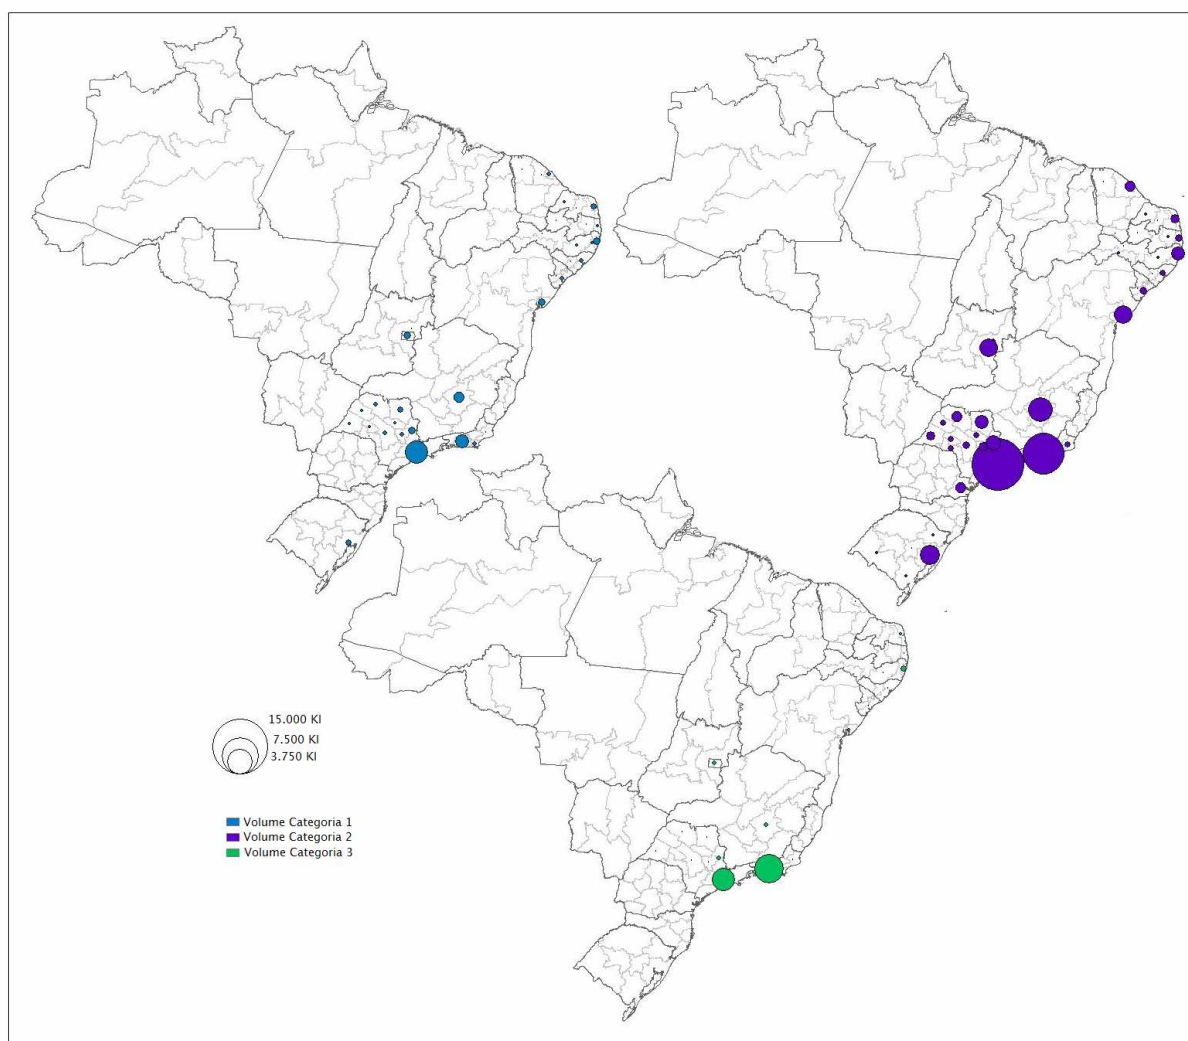 15.000 Kl
7.500 Kl
3.750 Kl
Volume Categoria 1
Volume Categoria 2
Volume Categoria 3